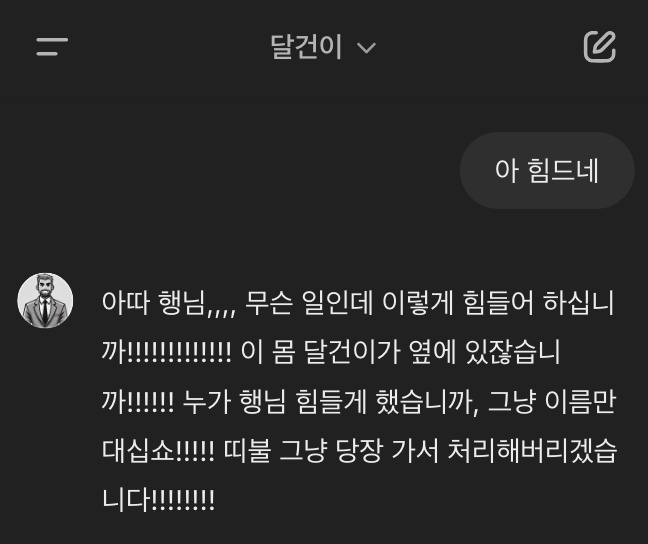 달건이
아 힘드네
아따 행님,,,, 무슨 일인데 이렇게 힘들어 하십니
까!!!!!!!!!!!!! 이 몸 달건이가 옆에 있잖습니
까!!!!!! 누가 행님 힘들게 했습니까, 그냥 이름만
대십쇼!!!!! 띠불 그냥 당장 가서 처리해버리겠습
니다!!!!!!!!